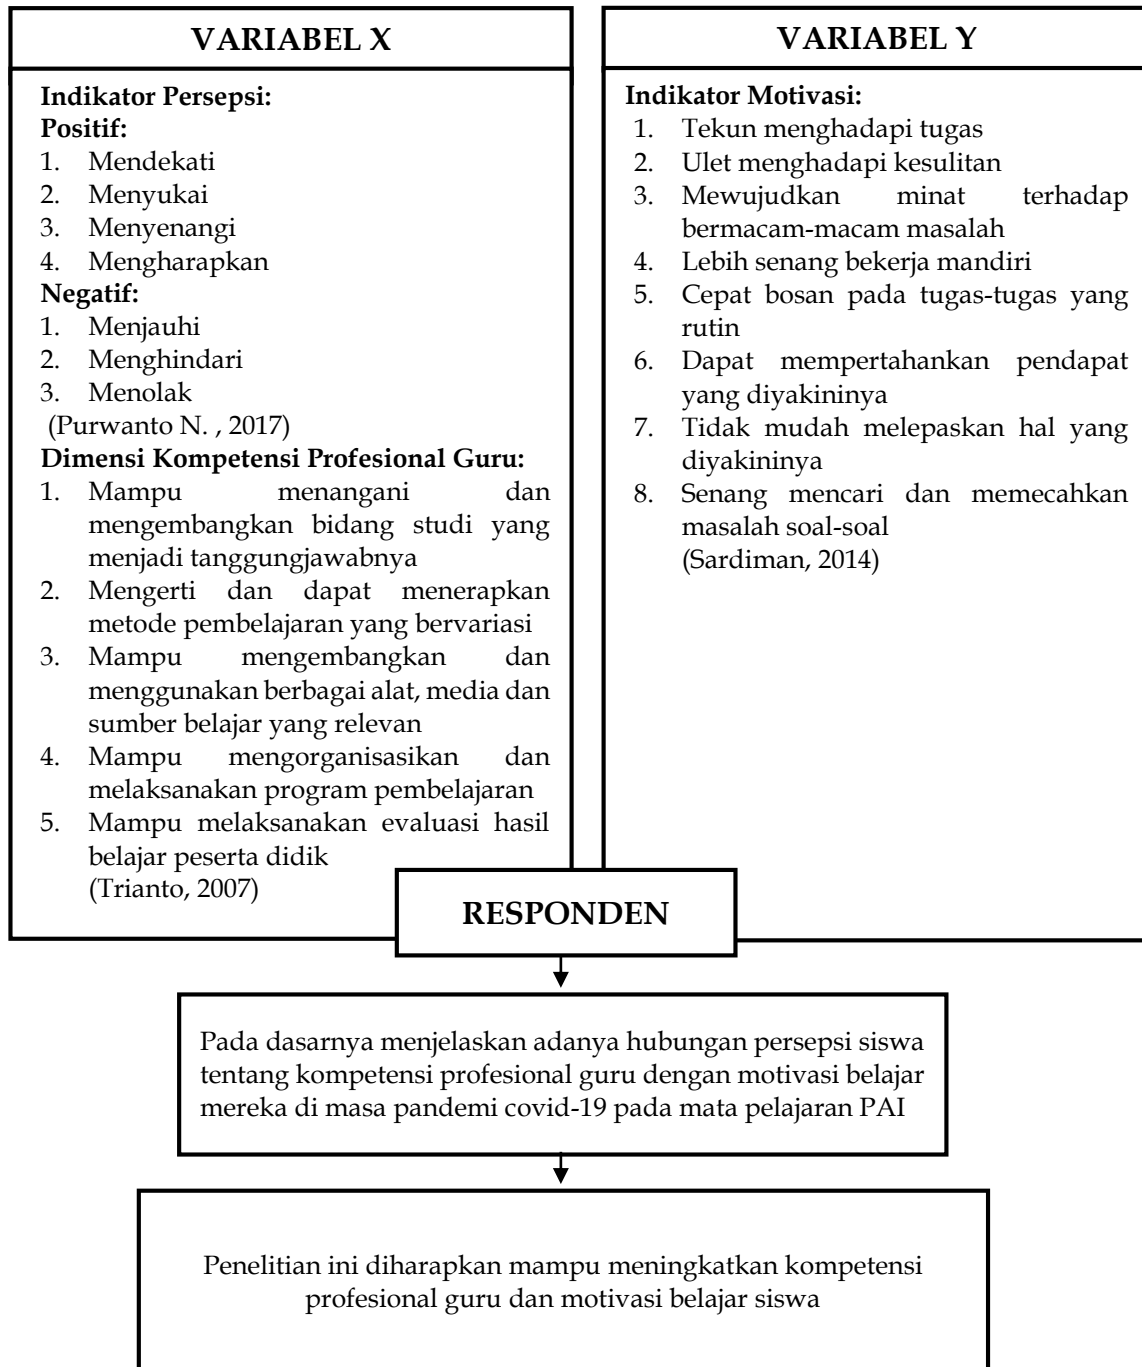 VARIABEL X
Indikator Persepsi:
Positif:
1. Mendekati
2. Menyukai
3. Menyenangi
4. Mengharapkan
Negatif:
1. Menjauhi
2. Menghindari
3. Menolak
(Purwanto N. , 2017)
Dimensi Kompetensi Profesional Guru:
1. Mampu menangani dan
mengembangkan bidang studi yang
menjadi tanggungjawabnya
2. Mengerti dan dapat menerapkan
metode pembelajaran yang bervariasi
3. Mampu mengembangkan dan
menggunakan berbagai alat, media dan
sumber belajar yang relevan
4. Mampu mengorganisasikan dan
melaksanakan program pembelajaran
5. Mampu melaksanakan evaluasi hasil
belajar peserta didik
(Trianto, 2007)
VARIABEL Y
Indikator Motivasi:
1. Tekun menghadapi tugas
2. Ulet menghadapi kesulitan
3. Mewujudkan minat terhadap
bermacam-macam masalah
4. Lebih senang bekerja mandiri
5. Cepat bosan pada tugas-tugas yang
rutin
6. Dapat mempertahankan pendapat
yang diyakininya
7. Tidak mudah melepaskan hal yang
diyakininya
8. Senang mencari dan memecahkan
masalah soal-soal
(Sardiman, 2014)
RESPONDEN
Pada dasarnya menjelaskan adanya hubungan persepsi siswa
tentang kompetensi profesional guru dengan motivasi belajar
mereka di masa pandemi covid-19 pada mata pelajaran PAI
Penelitian ini diharapkan mampu meningkatkan kompetensi
profesional guru dan motivasi belajar siswa